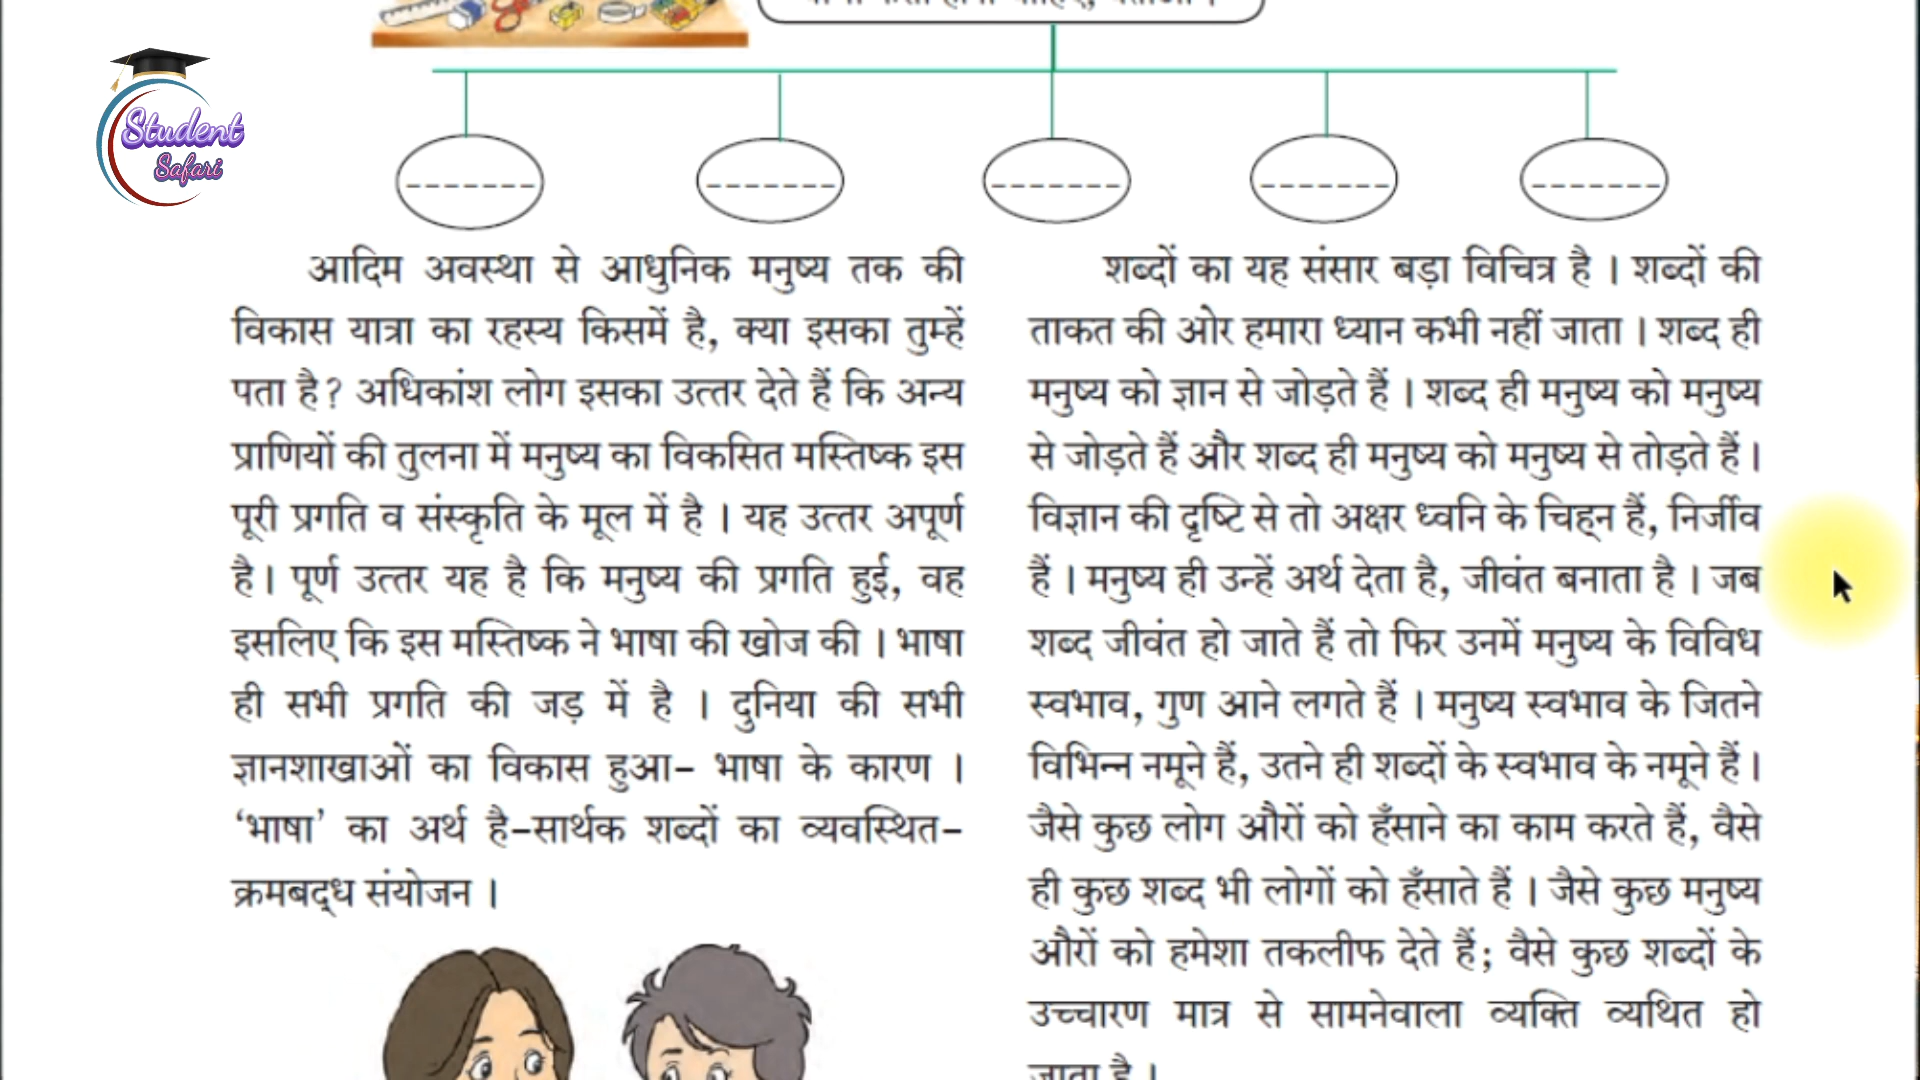 Student
Safari
आदिम अवस्था से आधुनिक मनुष्य तक की
विकास यात्रा का रहस्य किसमें है, क्या इसका तुम्हें
पता है? अधिकांश लोग इसका उत्तर देते हैं कि अन्य
प्राणियों की तुलना में मनुष्य का विकसित मस्तिष्क इस
पूरी प्रगति व संस्कृति के मूल में है । यह उत्तर अपूर्ण
है। पूर्ण उत्तर यह है कि मनुष्य की प्रगति हुई, वह
इसलिए कि इस मस्तिष्क ने भाषा की खोज की । भाषा
ही सभी प्रगति की जड़ में है । दुनिया की सभी
ज्ञानशाखाओं का विकास हुआ– भाषा के कारण ।
‘भाषा’ का अर्थ है–सार्थक शब्दों का व्यवस्थित–
क्रमबद्ध संयोजन ।
शब्दों का यह संसार बड़ा विचित्र है । शब्दों की
ताकत की ओर हमारा ध्यान कभी नहीं जाता । शब्द ही
मनुष्य को ज्ञान से जोड़ते हैं । शब्द ही मनुष्य को मनुष्य
से जोड़ते हैं और शब्द ही मनुष्य को मनुष्य से तोड़ते हैं ।
विज्ञान की दृष्टि से तो अक्षर ध्वनि के चिह्न हैं, निर्जीव
हैं । मनुष्य ही उन्हें अर्थ देता है, जीवंत बनाता है । जब
शब्द जीवंत हो जाते हैं तो फिर उनमें मनुष्य के विविध
स्वभाव, गुण आने लगते हैं । मनुष्य स्वभाव के जितने
विभिन्न नमूने हैं, उतने ही शब्दों के स्वभाव के नमूने हैं ।
जैसे कुछ लोग औरों को हँसाने का काम करते हैं, वैसे
ही कुछ शब्द भी लोगों को हँसाते हैं । जैसे कुछ मनुष्य
औरों को हमेशा तकलीफ देते हैं; वैसे कुछ शब्दों के
उच्चारण मात्र से सामनेवाला व्यक्ति व्यथित हो
जाता है ।